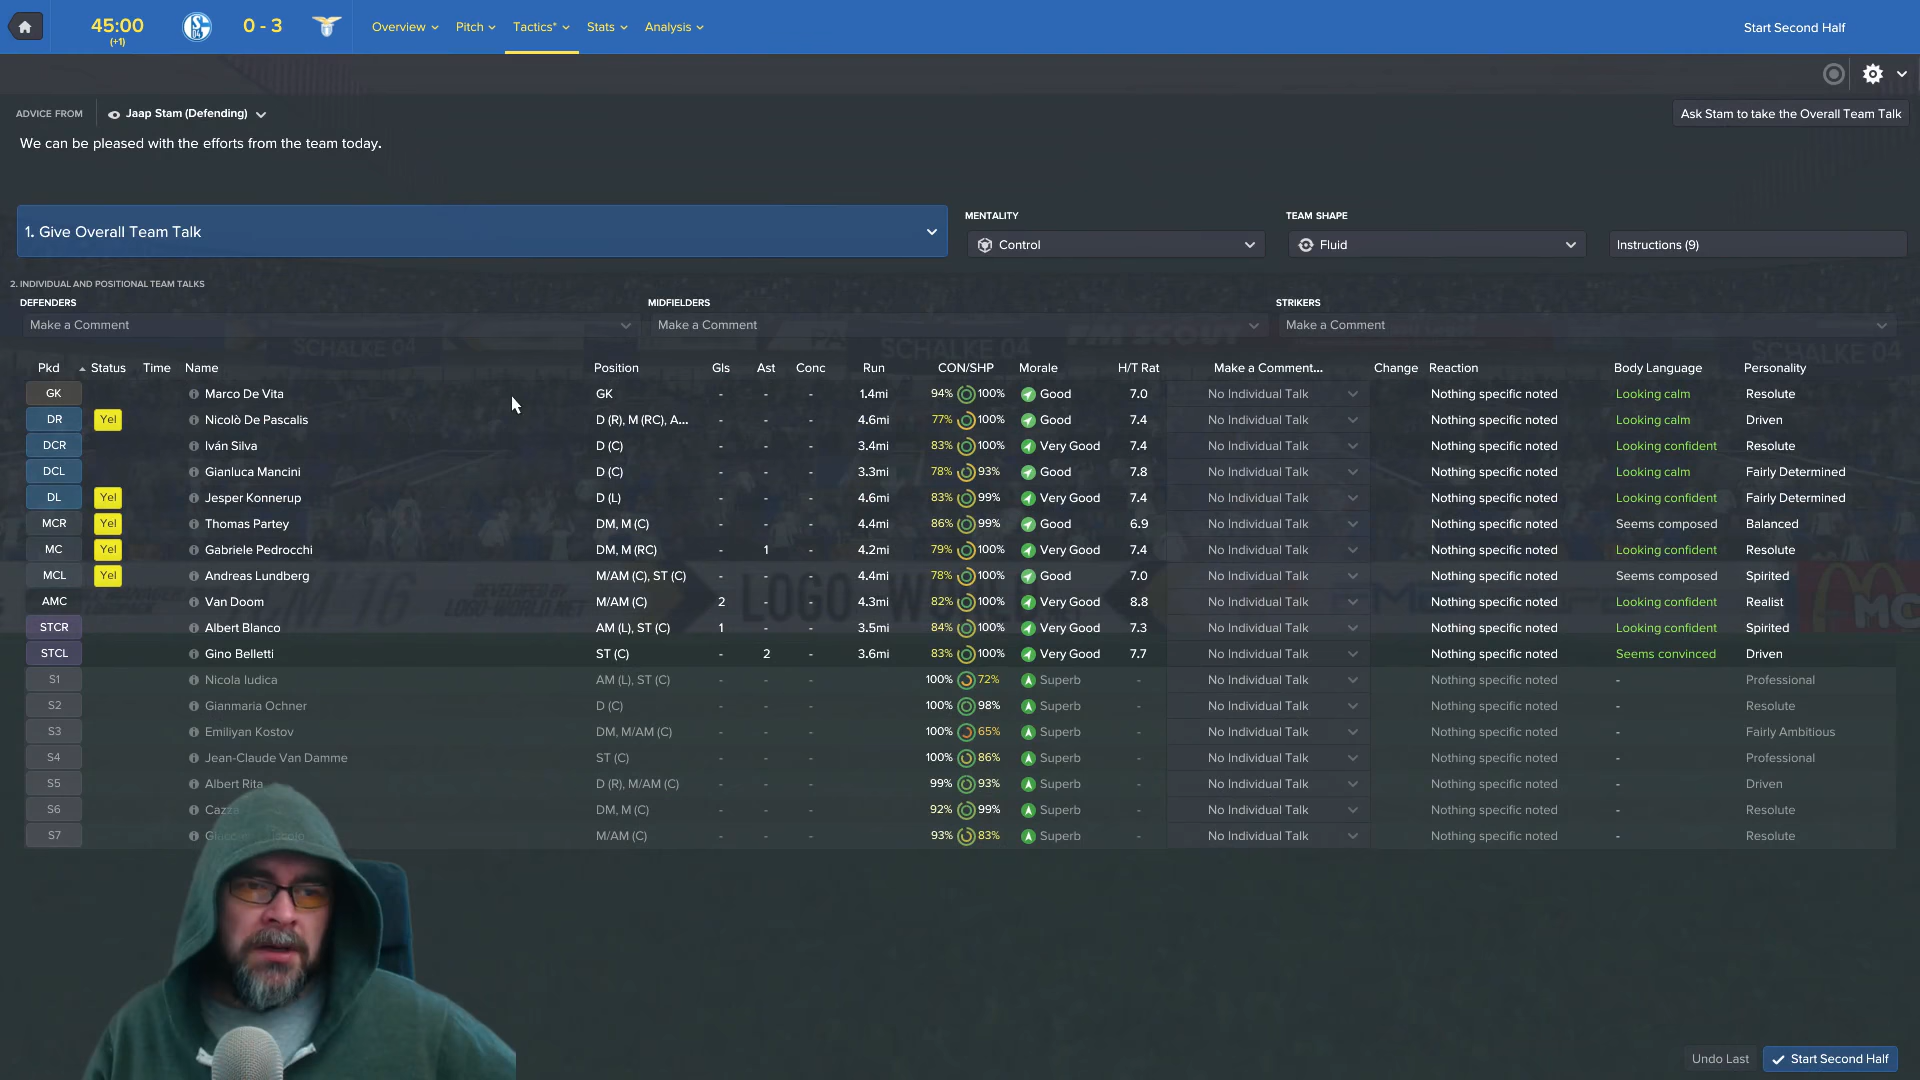 45:00
(+1)
0 - 3
Overview
Pitch
Tactics*
Stats
Analysis
Start Second Half
ADVICE FROM
Jaap Stam (Defending)
Ask Stam to take the Overall Team Talk
We can be pleased with the efforts from the team today.
1. Give Overall Team Talk
MENTALITY
Control
TEAM SHAPE
Fluid
Instructions (9)
2. INDIVIDUAL AND POSITIONAL TEAM TALKS
DEFENDERS MIDFIELDERS STRIKERS
Make a Comment Make a Comment Make a Comment
SCHALKE 04 SCHALKE 04 SCHALKE 04
Pkd Status Time Name Position Gls Ast Conc Run CON/SHP Morale H/T Rat Make a Comment... Change Reaction Body Language Personality
GK Marco De Vita GK - - - 1.4mi 94% 100% Good 7.0 No Individual Talk Nothing specific noted Looking calm Resolute
DR Yel Nicolò De Pascalis D (R), M (RC), A... - - - 4.6mi 77% 100% Good 7.4 No Individual Talk Nothing specific noted Looking calm Driven
DCR Iván Silva D (C) - - - 3.4mi 83% 100% Very Good 7.4 No Individual Talk Nothing specific noted Looking confident Resolute
DCL Gianluca Mancini D (C) - - - 3.3mi 78% 93% Good 7.8 No Individual Talk Nothing specific noted Looking calm Fairly Determined
DL Yel Jesper Konnerup D (L) - - - 4.6mi 83% 99% Very Good 7.4 No Individual Talk Nothing specific noted Looking confident Fairly Determined
MCR Yel Thomas Partey DM, M (C) - - - 4.4mi 86% 99% Good 6.9 No Individual Talk Nothing specific noted Seems composed Balanced
MC Yel Gabriele Pedrocchi DM, M (RC) - 1 - 4.2mi 79% 100% Very Good 7.4 No Individual Talk Nothing specific noted Looking confident Resolute
MCL Yel Andreas Lundberg M/AM (C), ST (C) - - - 4.4mi 78% 100% Good 7.0 No Individual Talk Nothing specific noted Seems composed Spirited
AMC Van Doom M/AM (C) 2 - - 4.3mi 82% 100% Very Good 8.8 No Individual Talk Nothing specific noted Looking confident Realist
STCR Albert Blanco AM (L), ST (C) 1 - - 3.5mi 84% 100% Very Good 7.3 No Individual Talk Nothing specific noted Looking confident Spirited
STCL Gino Belletti ST (C) - 2 - 3.6mi 83% 100% Very Good 7.7 No Individual Talk Nothing specific noted Seems convinced Driven
S1 Nicola Iudica AM (L), ST (C) 100% 72% Superb - No Individual Talk Nothing specific noted - Professional
S2 Gianmaria Ochner D (C) 100% 98% Superb - No Individual Talk Nothing specific noted - Resolute
S3 Emiliyan Kostov DM, M/AM (C) 100% 65% Superb - No Individual Talk Nothing specific noted - Fairly Ambitious
S4 Jean-Claude Van Damme ST (C) 100% 86% Superb - No Individual Talk Nothing specific noted - Professional
S5 Albert Rita D (R), M/AM (C) 99% 93% Superb - No Individual Talk Nothing specific noted - Driven
S6 Cazza DM, M (C) 92% 99% Superb - No Individual Talk Nothing specific noted - Resolute
S7 M/AM (C) 93% 83% Superb - No Individual Talk Nothing specific noted - Resolute
Undo Last
Start Second Half